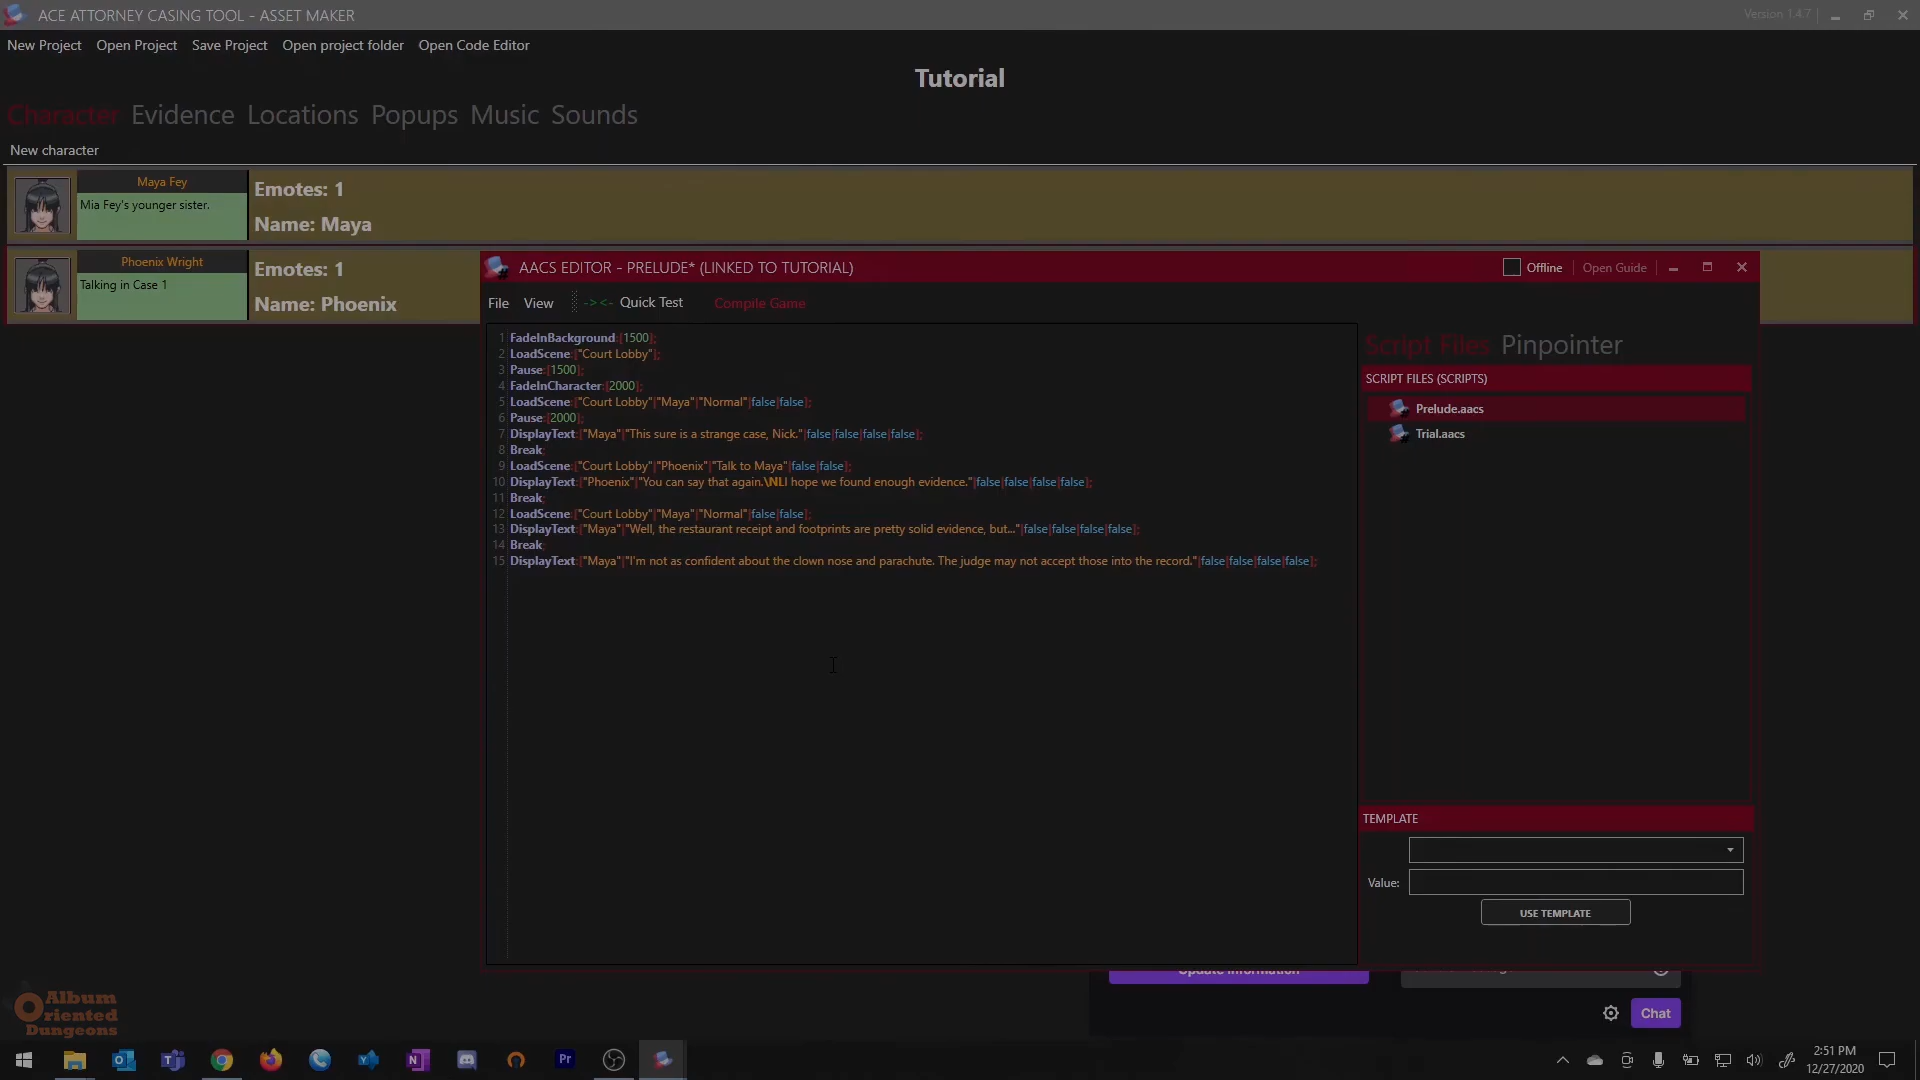 ACE ATTORNEY CASING TOOL - ASSET MAKER
Version 1.4.7
New Project Open Project Save Project Open project folder Open Code Editor
Tutorial
Character Evidence Locations Popups Music Sounds
New character
Maya Fey
Mia Fey's younger sister.
Emotes: 1
Name: Maya
Phoenix Wright
Talking in Case 1
Emotes: 1
Name: Phoenix
AACS EDITOR - PRELUDE* (LINKED TO TUTORIAL)
Offline Open Guide
File View -><- Quick Test Compile Game
1 FadeInBackground:[1500];
2 LoadScene:["Court Lobby"];
3 Pause:[1500];
4 FadeInCharacter:[2000];
5 LoadScene:["Court Lobby"|"Maya"|"Normal"|false|false];
6 Pause:[2000];
7 DisplayText:["Maya"|"This sure is a strange case, Nick."|false|false|false|false];
8 Break;
9 LoadScene:["Court Lobby"|"Phoenix"|"Talk to Maya"|false|false];
10 DisplayText:["Phoenix"|"You can say that again.\NLI hope we found enough evidence."|false|false|false|false];
11 Break;
12 LoadScene:["Court Lobby"|"Maya"|"Normal"|false|false];
13 DisplayText:["Maya"|"Well, the restaurant receipt and footprints are pretty solid evidence, but..."|false|false|false|false];
14 Break;
15 DisplayText:["Maya"|"I'm not as confident about the clown nose and parachute. The judge may not accept those into the record."|false|false|false|false];
Script Files Pinpointer
SCRIPT FILES (SCRIPTS)
Prelude.aacs
Trial.aacs
TEMPLATE
Value:
USE TEMPLATE
Update Information
Chat
Album
Oriented
Dungeons
2:51 PM
12/27/2020